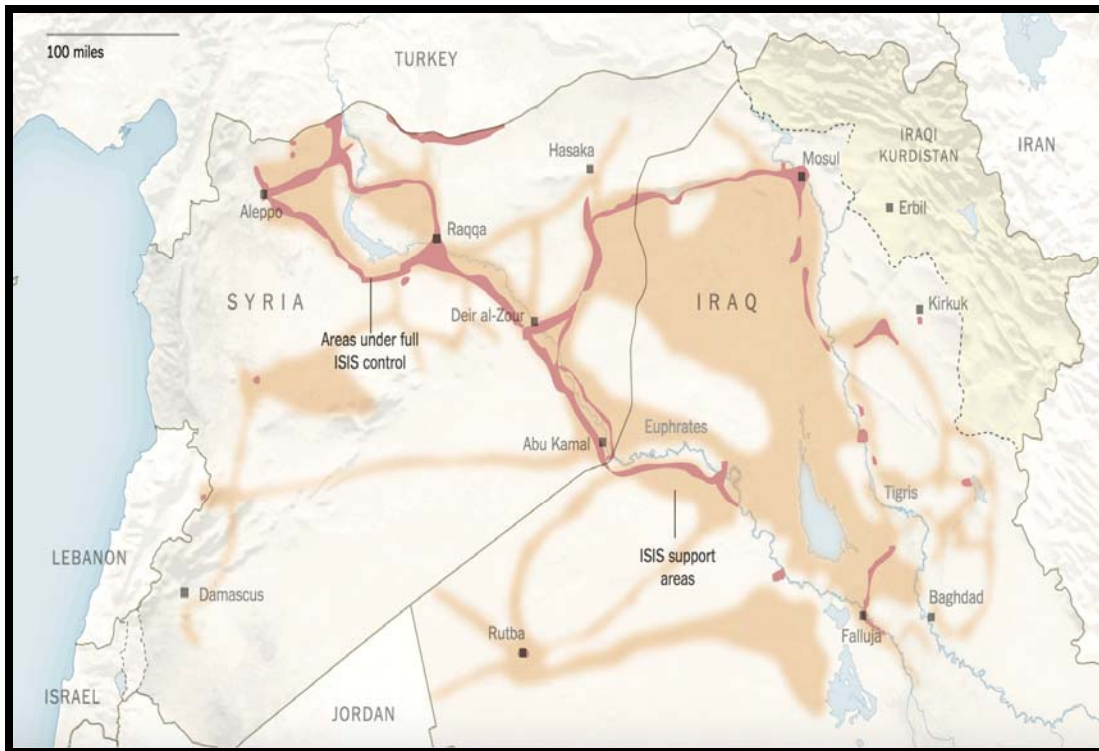 100 miles
TURKEY
Hasaka
Mosul
IRAQI
KURDISTAN
IRAN
Aleppo
Erbil
Raqqa
SYRIA
IRAQ
Kirkuk
Deir al-Zour
Areas under full
ISIS control
Abu Kamal
Euphrates
Tigris
LEBANON
ISIS support
areas
Damascus
Baghdad
Rutba
Falluja
ISRAEL
JORDAN